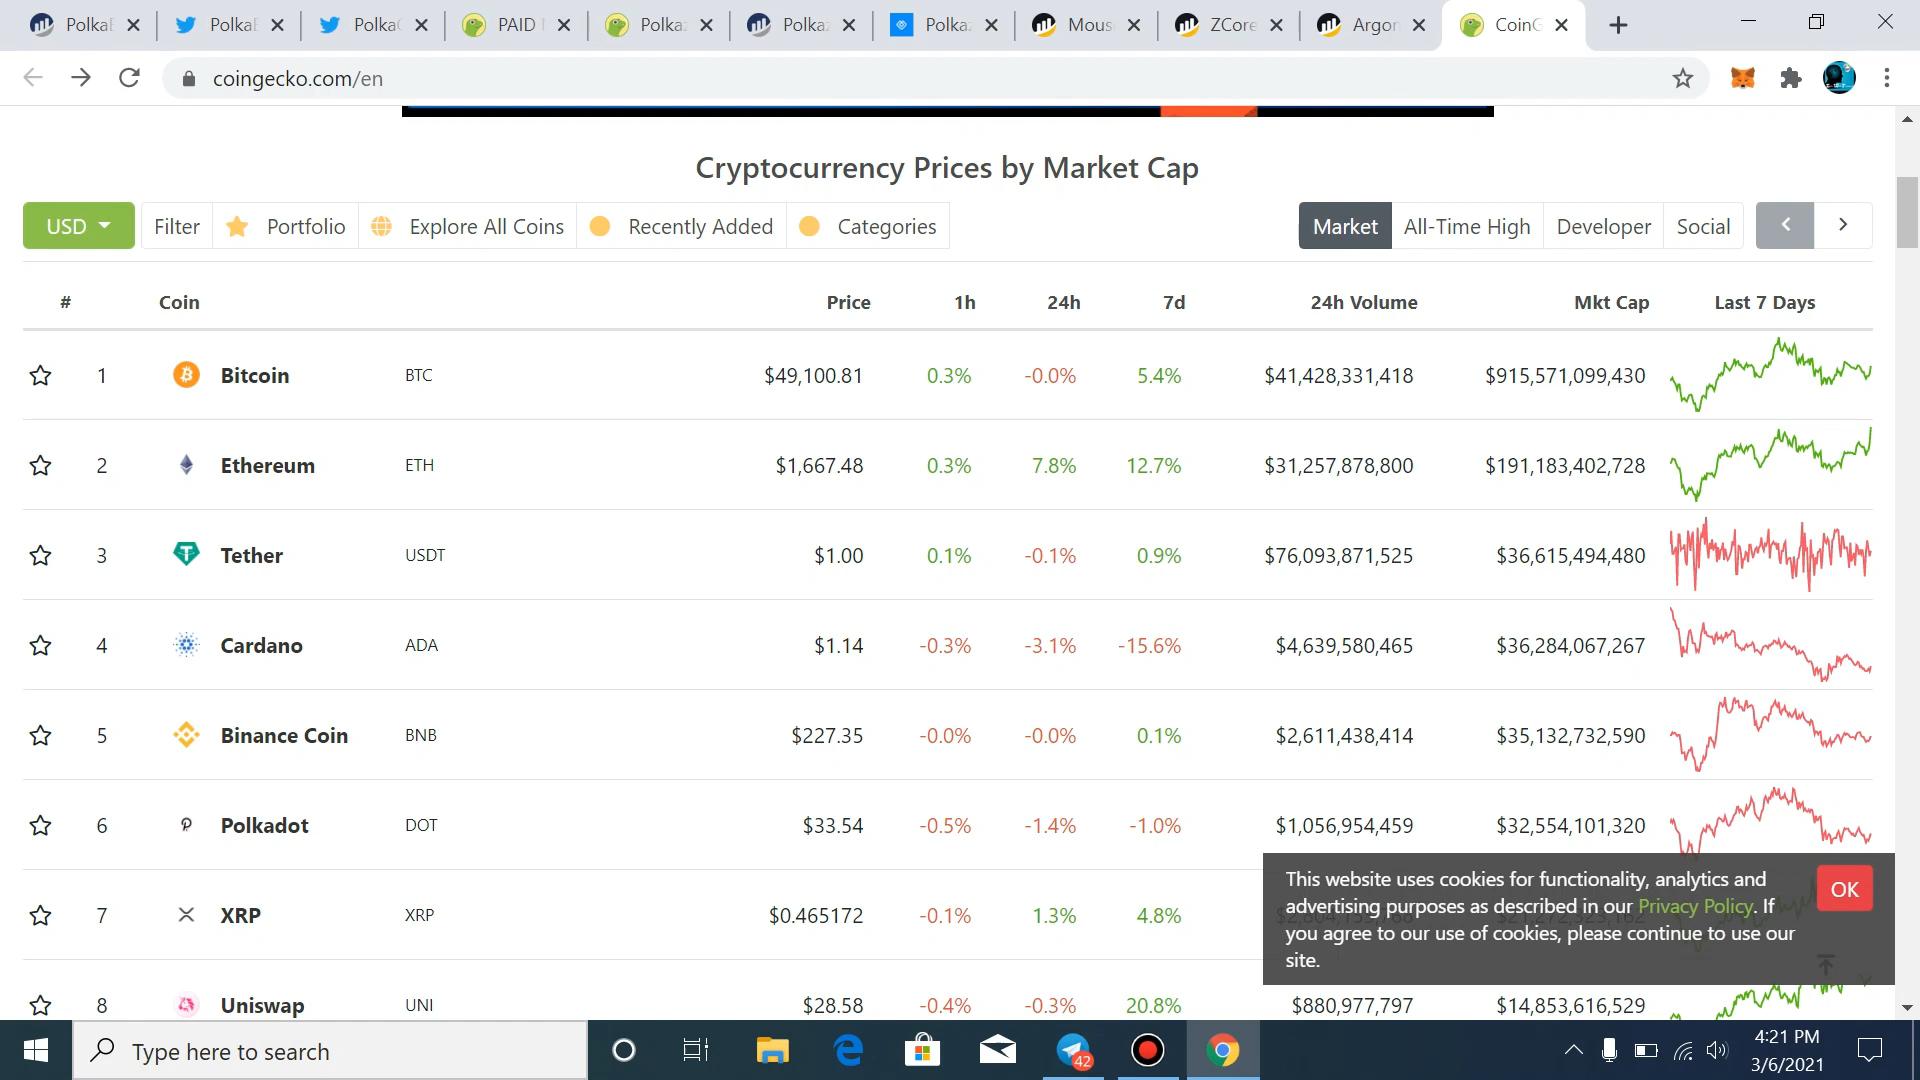 Polka PolkaE PolkaC PAID Polkaz Polkaz Polkaz Mous ZCore Argon CoinG
coingecko.com/en
Cryptocurrency Prices by Market Cap
USD Filter Portfolio Explore All Coins Recently Added Categories Market All-Time High Developer Social
# Coin Price 1h 24h 7d 24h Volume Mkt Cap Last 7 Days
1 Bitcoin BTC $49,100.81 0.3% -0.0% 5.4% $41,428,331,418 $915,571,099,430
2 Ethereum ETH $1,667.48 0.3% 7.8% 12.7% $31,257,878,800 $191,183,402,728
3 Tether USDT $1.00 0.1% -0.1% 0.9% $76,093,871,525 $36,615,494,480
4 Cardano ADA $1.14 -0.3% -3.1% -15.6% $4,639,580,465 $36,284,067,267
5 Binance Coin BNB $227.35 -0.0% -0.0% 0.1% $2,611,438,414 $35,132,732,590
6 Polkadot DOT $33.54 -0.5% -1.4% -1.0% $1,056,954,459 $32,554,101,320
7 XRP XRP $0.465172 -0.1% 1.3% 4.8%
8 Uniswap UNI $28.58 -0.4% -0.3% 20.8% $880,977,797 $14,853,616,529
This website uses cookies for functionality, analytics and
advertising purposes as described in our Privacy Policy. If
you agree to our use of cookies, please continue to use our
site.
OK
Type here to search
42
4:21 PM
3/6/2021